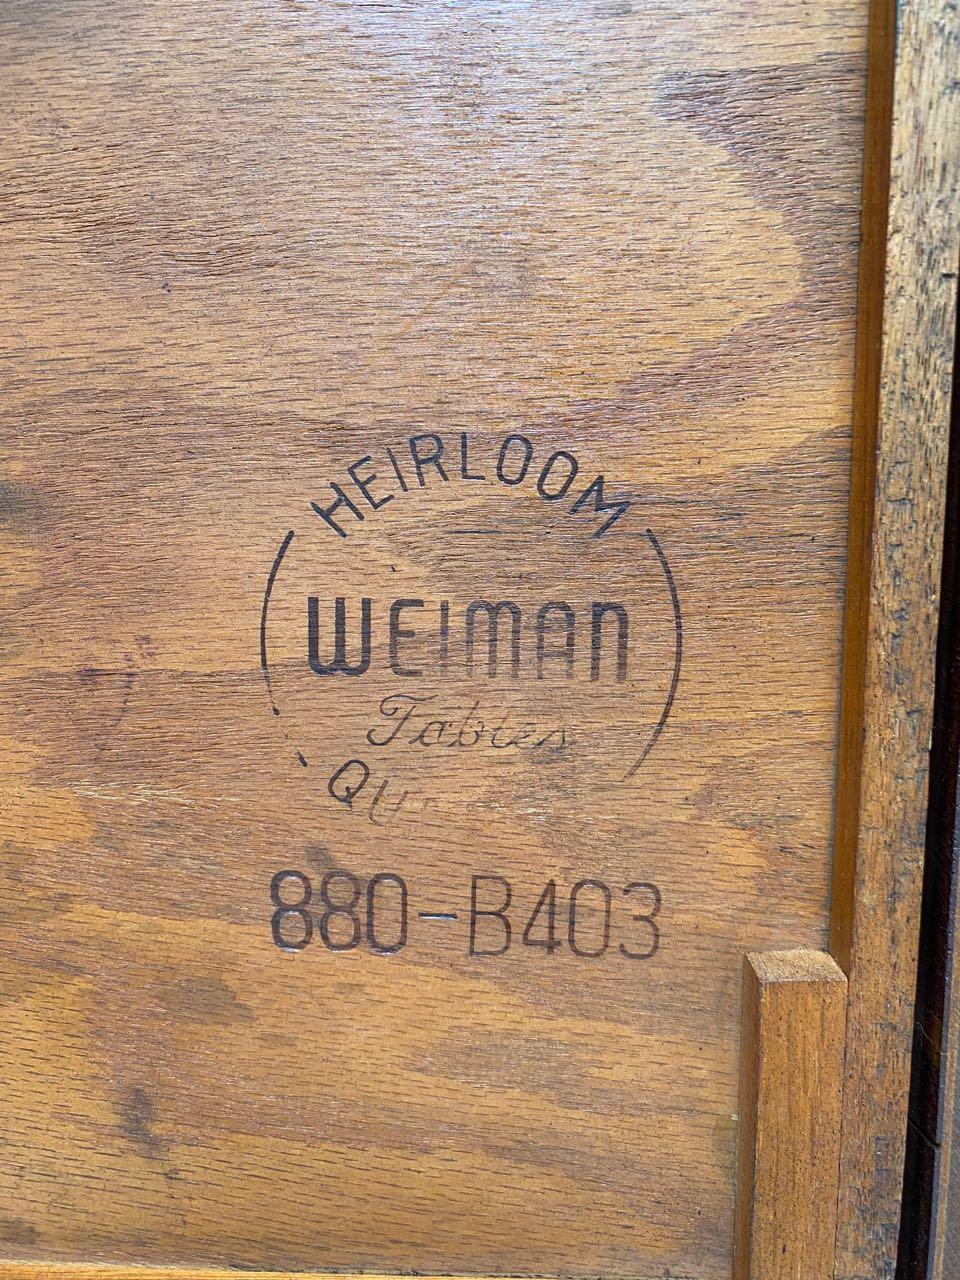 HEIRLOOM
WEIMAN
Tables
880-B403